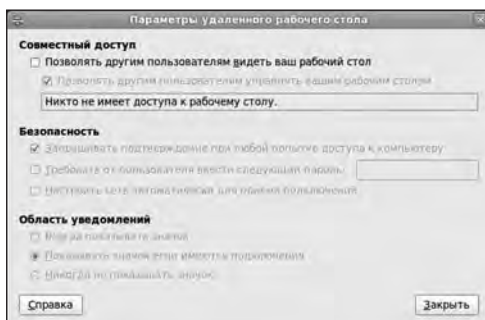 Параметры удаленного рабочего стола
Совместный доступ
Позволять другим пользователям видеть ваш рабочий стол
Позволять другим пользователям управлять вашим рабочим столом
Никто не имеет доступа к рабочему столу.
Безопасность
Запрашивать подтверждение при любой попытке доступа к компьютеру
Требовать от пользователя ввести следующий пароль:
Настроить сеть автоматически для приема подключения
Область уведомлений
Всегда показывать значок
Показывать значок если имеются подключения
Никогда не показывать значок
Справка
Закрыть